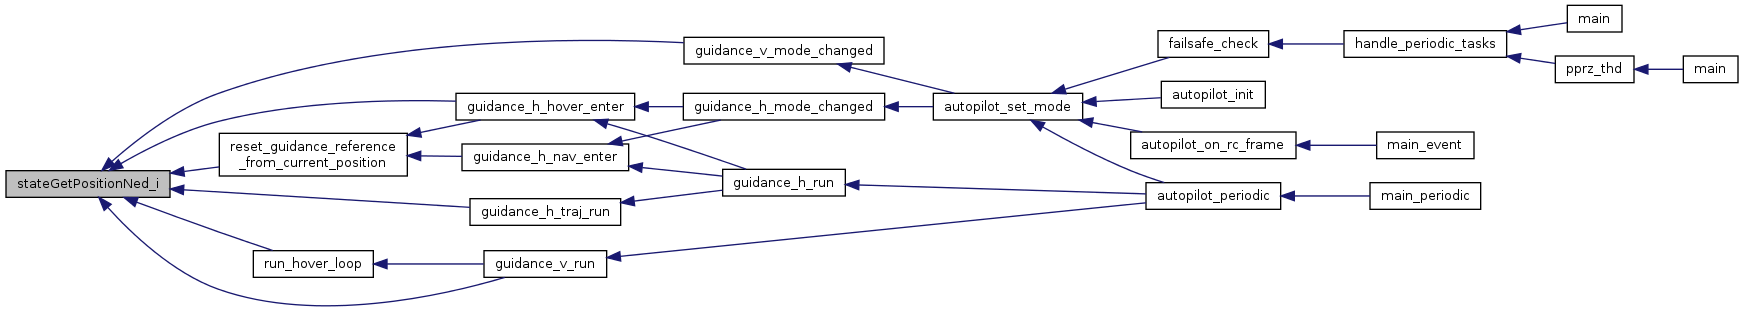 main
guidance_v_mode_changed
failsafe_check
handle_periodic_tasks
pprz_thd
main
autopilot_init
guidance_h_hover_enter
guidance_h_mode_changed
autopilot_set_mode
reset_guidance_reference
_from_current_position
autopilot_on_rc_frame
main_event
guidance_h_nav_enter
stateGetPositionNed_i
guidance_h_run
autopilot_periodic
main_periodic
guidance_h_traj_run
run_hover_loop
guidance_v_run